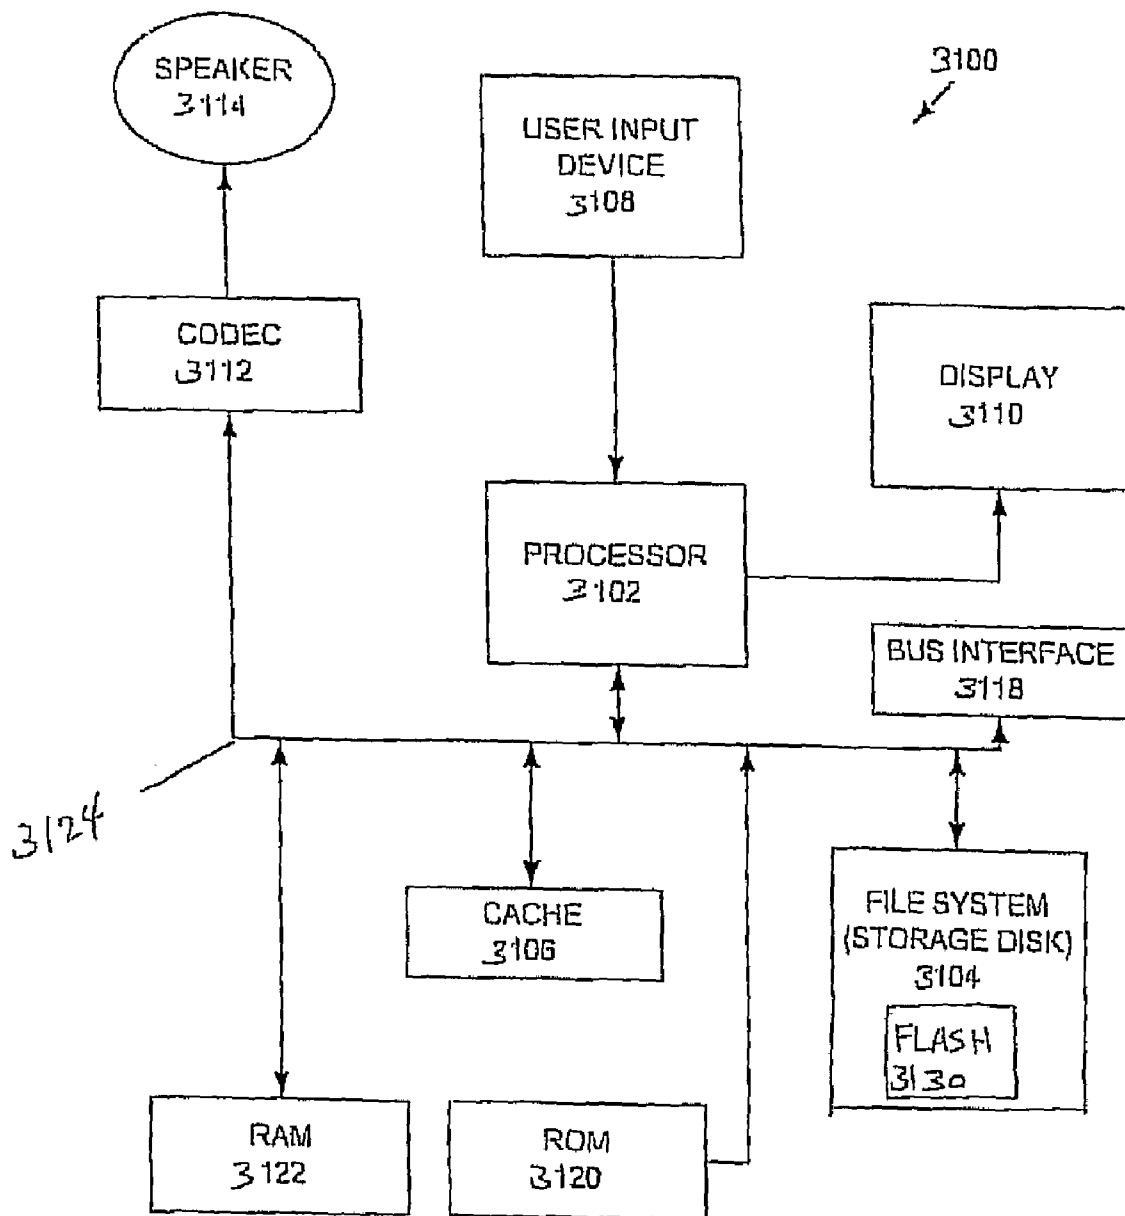 SPEAKER
3114
3100
USER INPUT
DEVICE
3108
CODEC
3112
DISPLAY
3110
PROCESSOR
3102
BUS INTERFACE
3118
3124
CACHE
3106
FILE SYSTEM
(STORAGE DISK)
3104
FLASH
3130
RAM
3122
ROM
3120